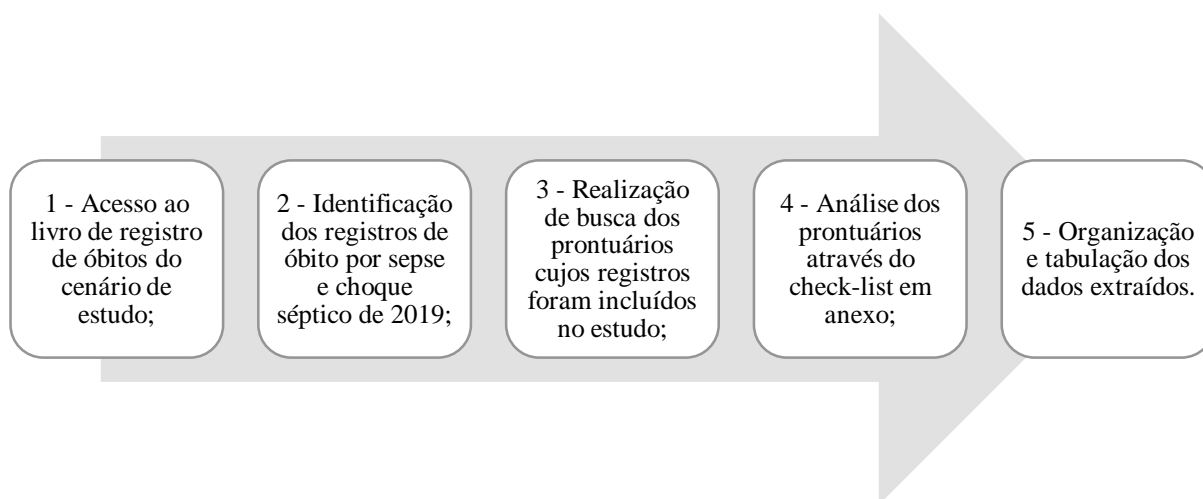 1 - Acesso ao
livro de registro
de óbitos do
cenário de
estudo;
2 - Identificação
dos registros de
óbito por sepse
e choque
séptico de 2019;
3 - Realização
de busca dos
prontuários
cujos registros
foram incluídos
no estudo;
4 - Análise dos
prontuários
através do
check-list em
anexo;
5 - Organização
e tabulação dos
dados extraídos.